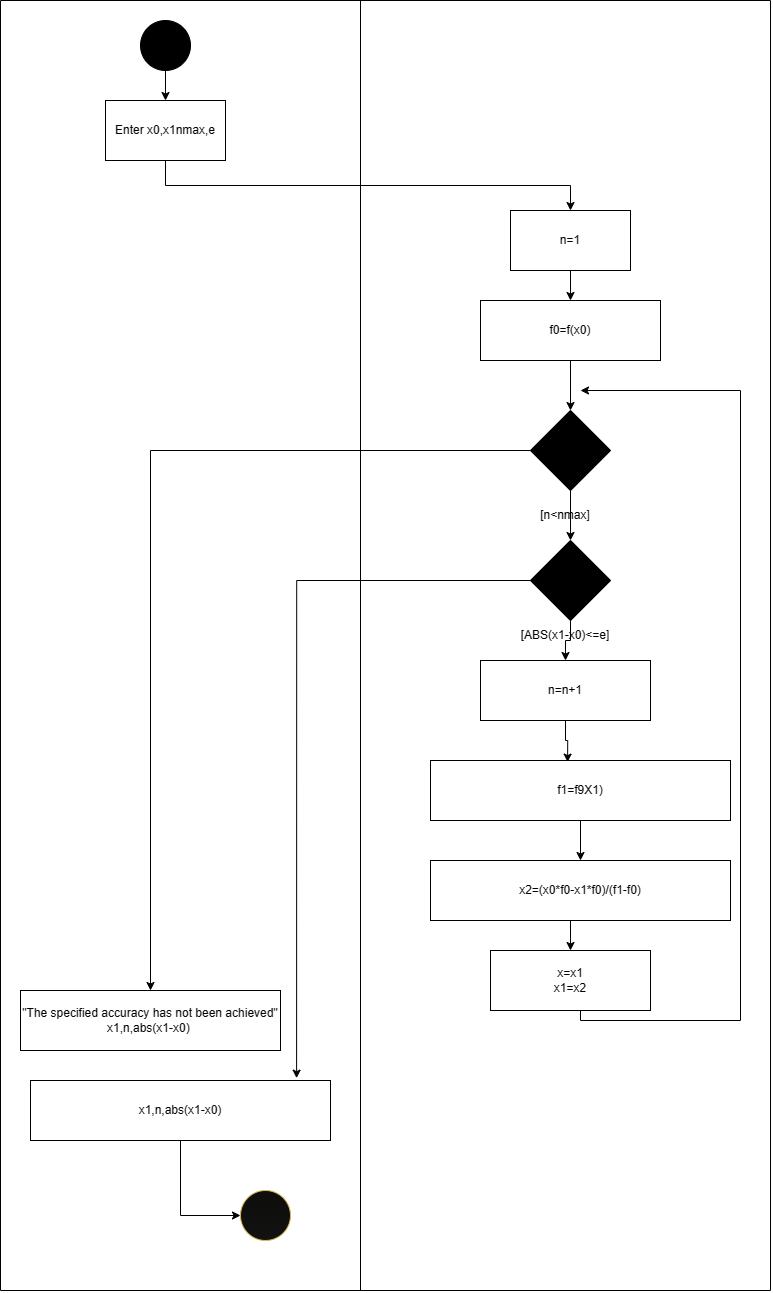 Enter x0,x1nmax,e
n=1
f0=f(x0)
[n<nmax]
[ABS(x1-x0)<=e]
n=n+1
f1=f9X1)
x2=(x0*f0-x1*f0)/(f1-f0)
x=x1
x1=x2
"The specified accuracy has not been achieved"
x1,n,abs(x1-x0)
x1,n,abs(x1-x0)